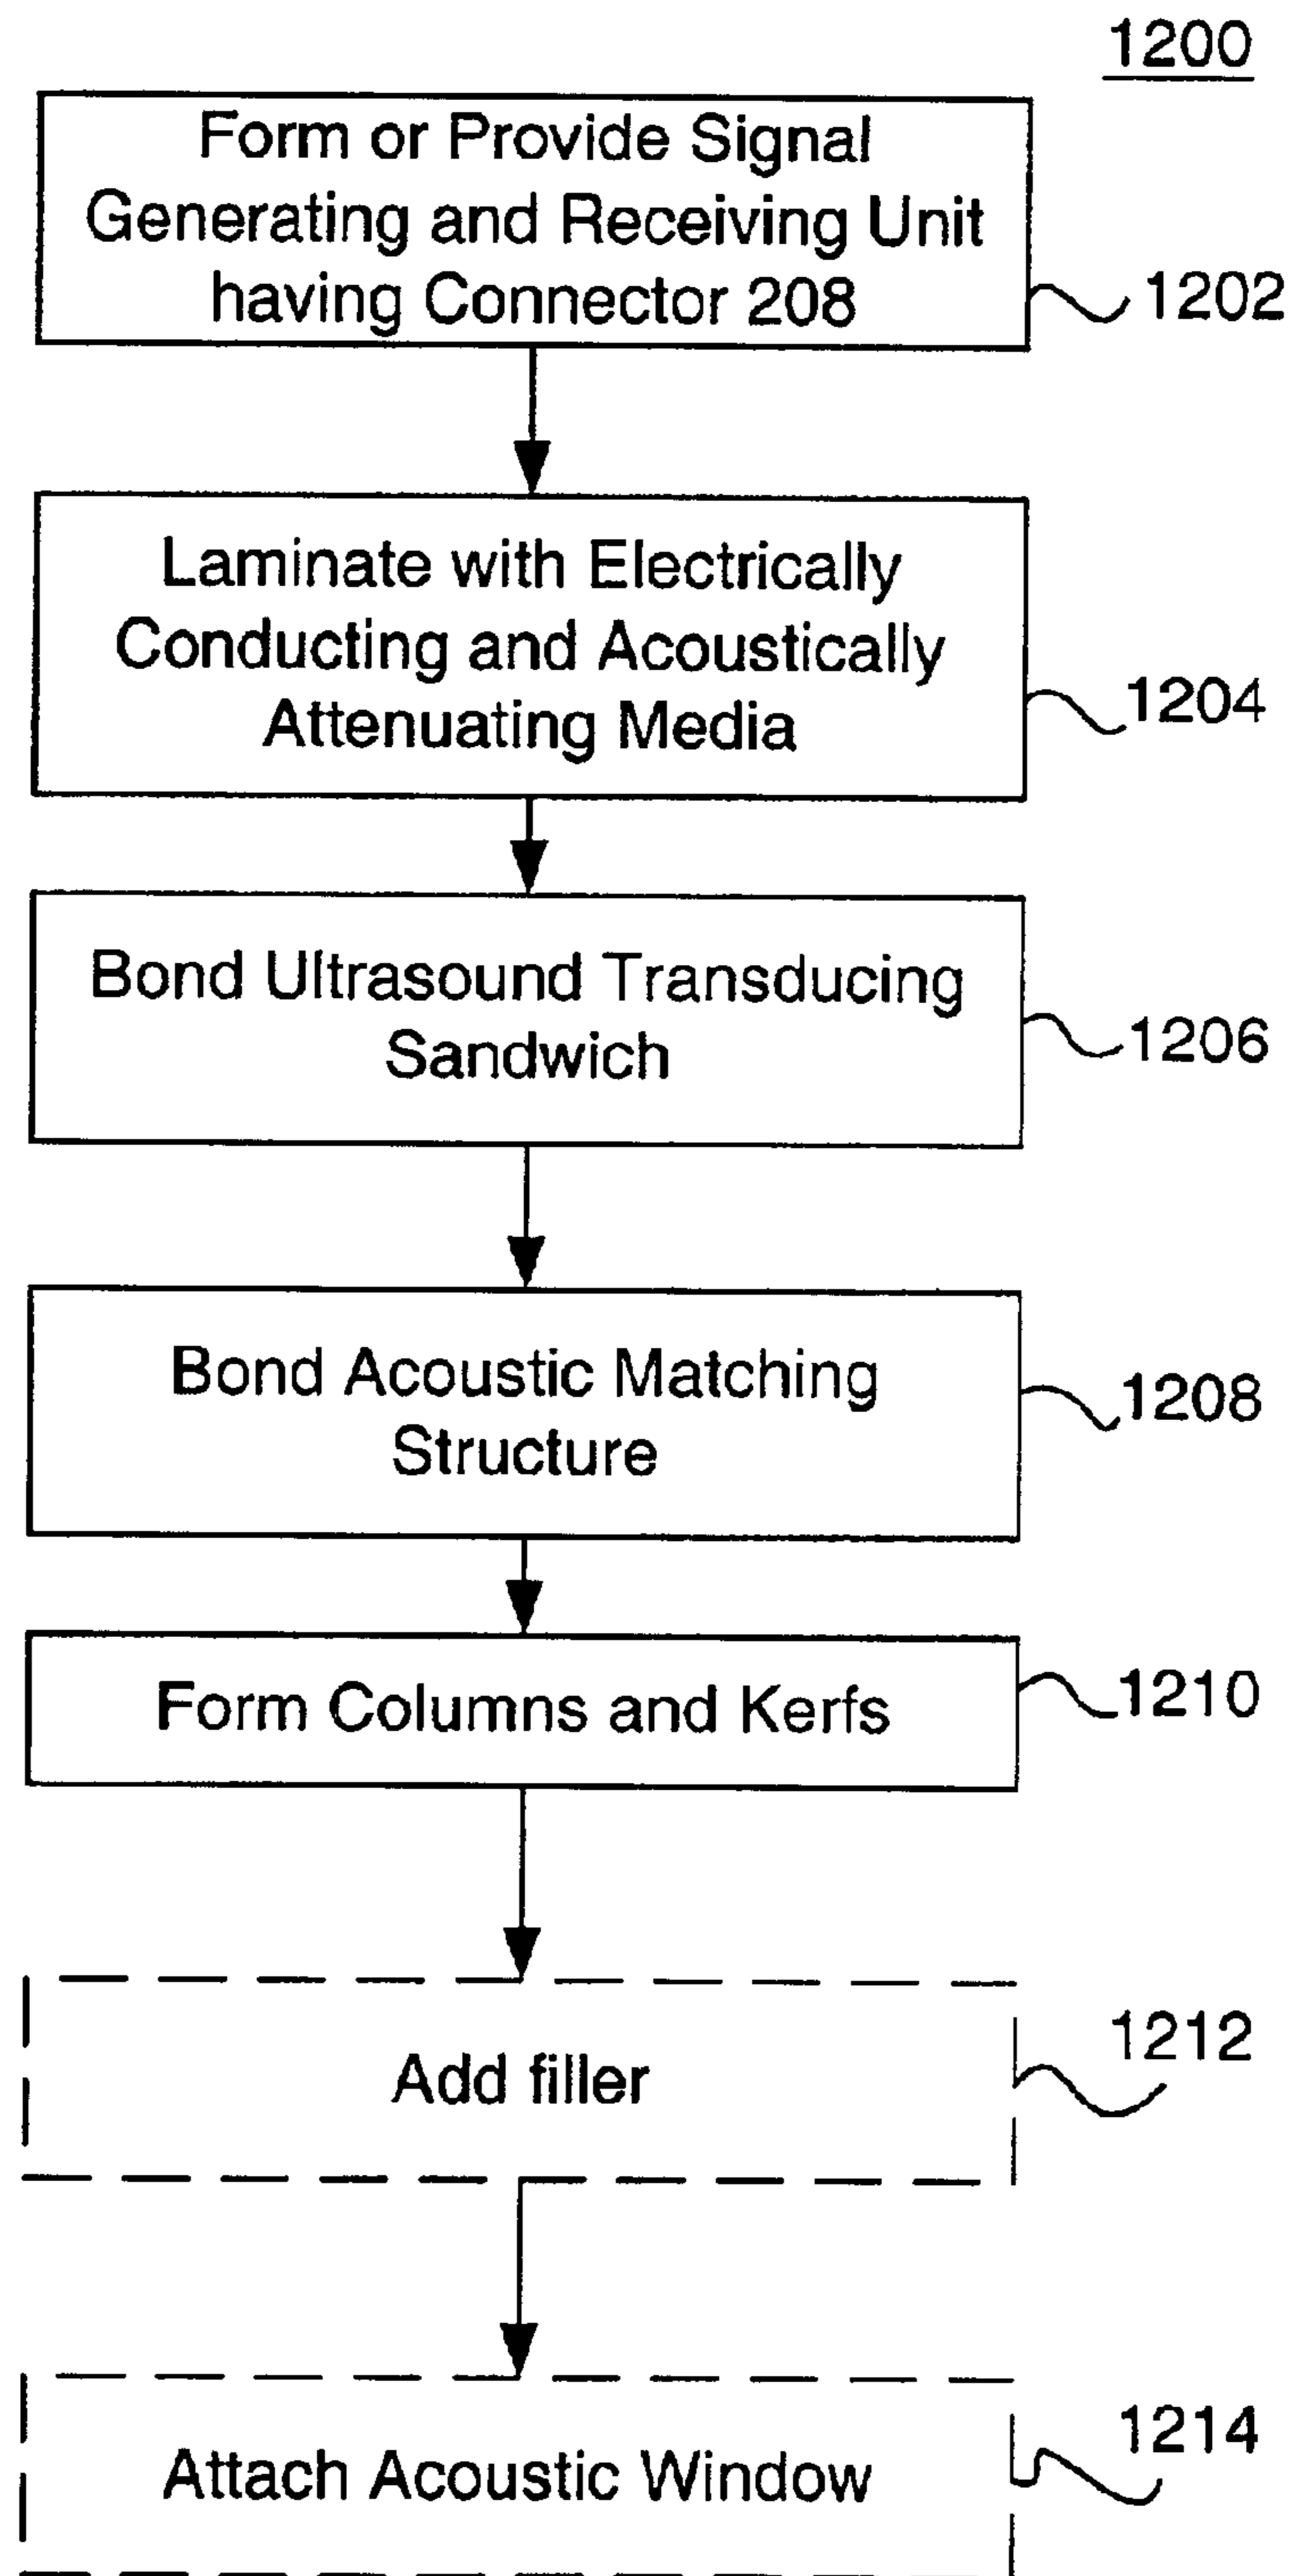 1200
Form or Provide Signal
Generating and Receiving Unit
having Connector 208
1202
Laminate with Electrically
Conducting and Acoustically
Attenuating Media
1204
Bond Ultrasound Transducing
Sandwich
1206
Bond Acoustic Matching
Structure
1208
Form Columns and Kerfs
1210
Add filler
1212
Attach Acoustic Window
1214